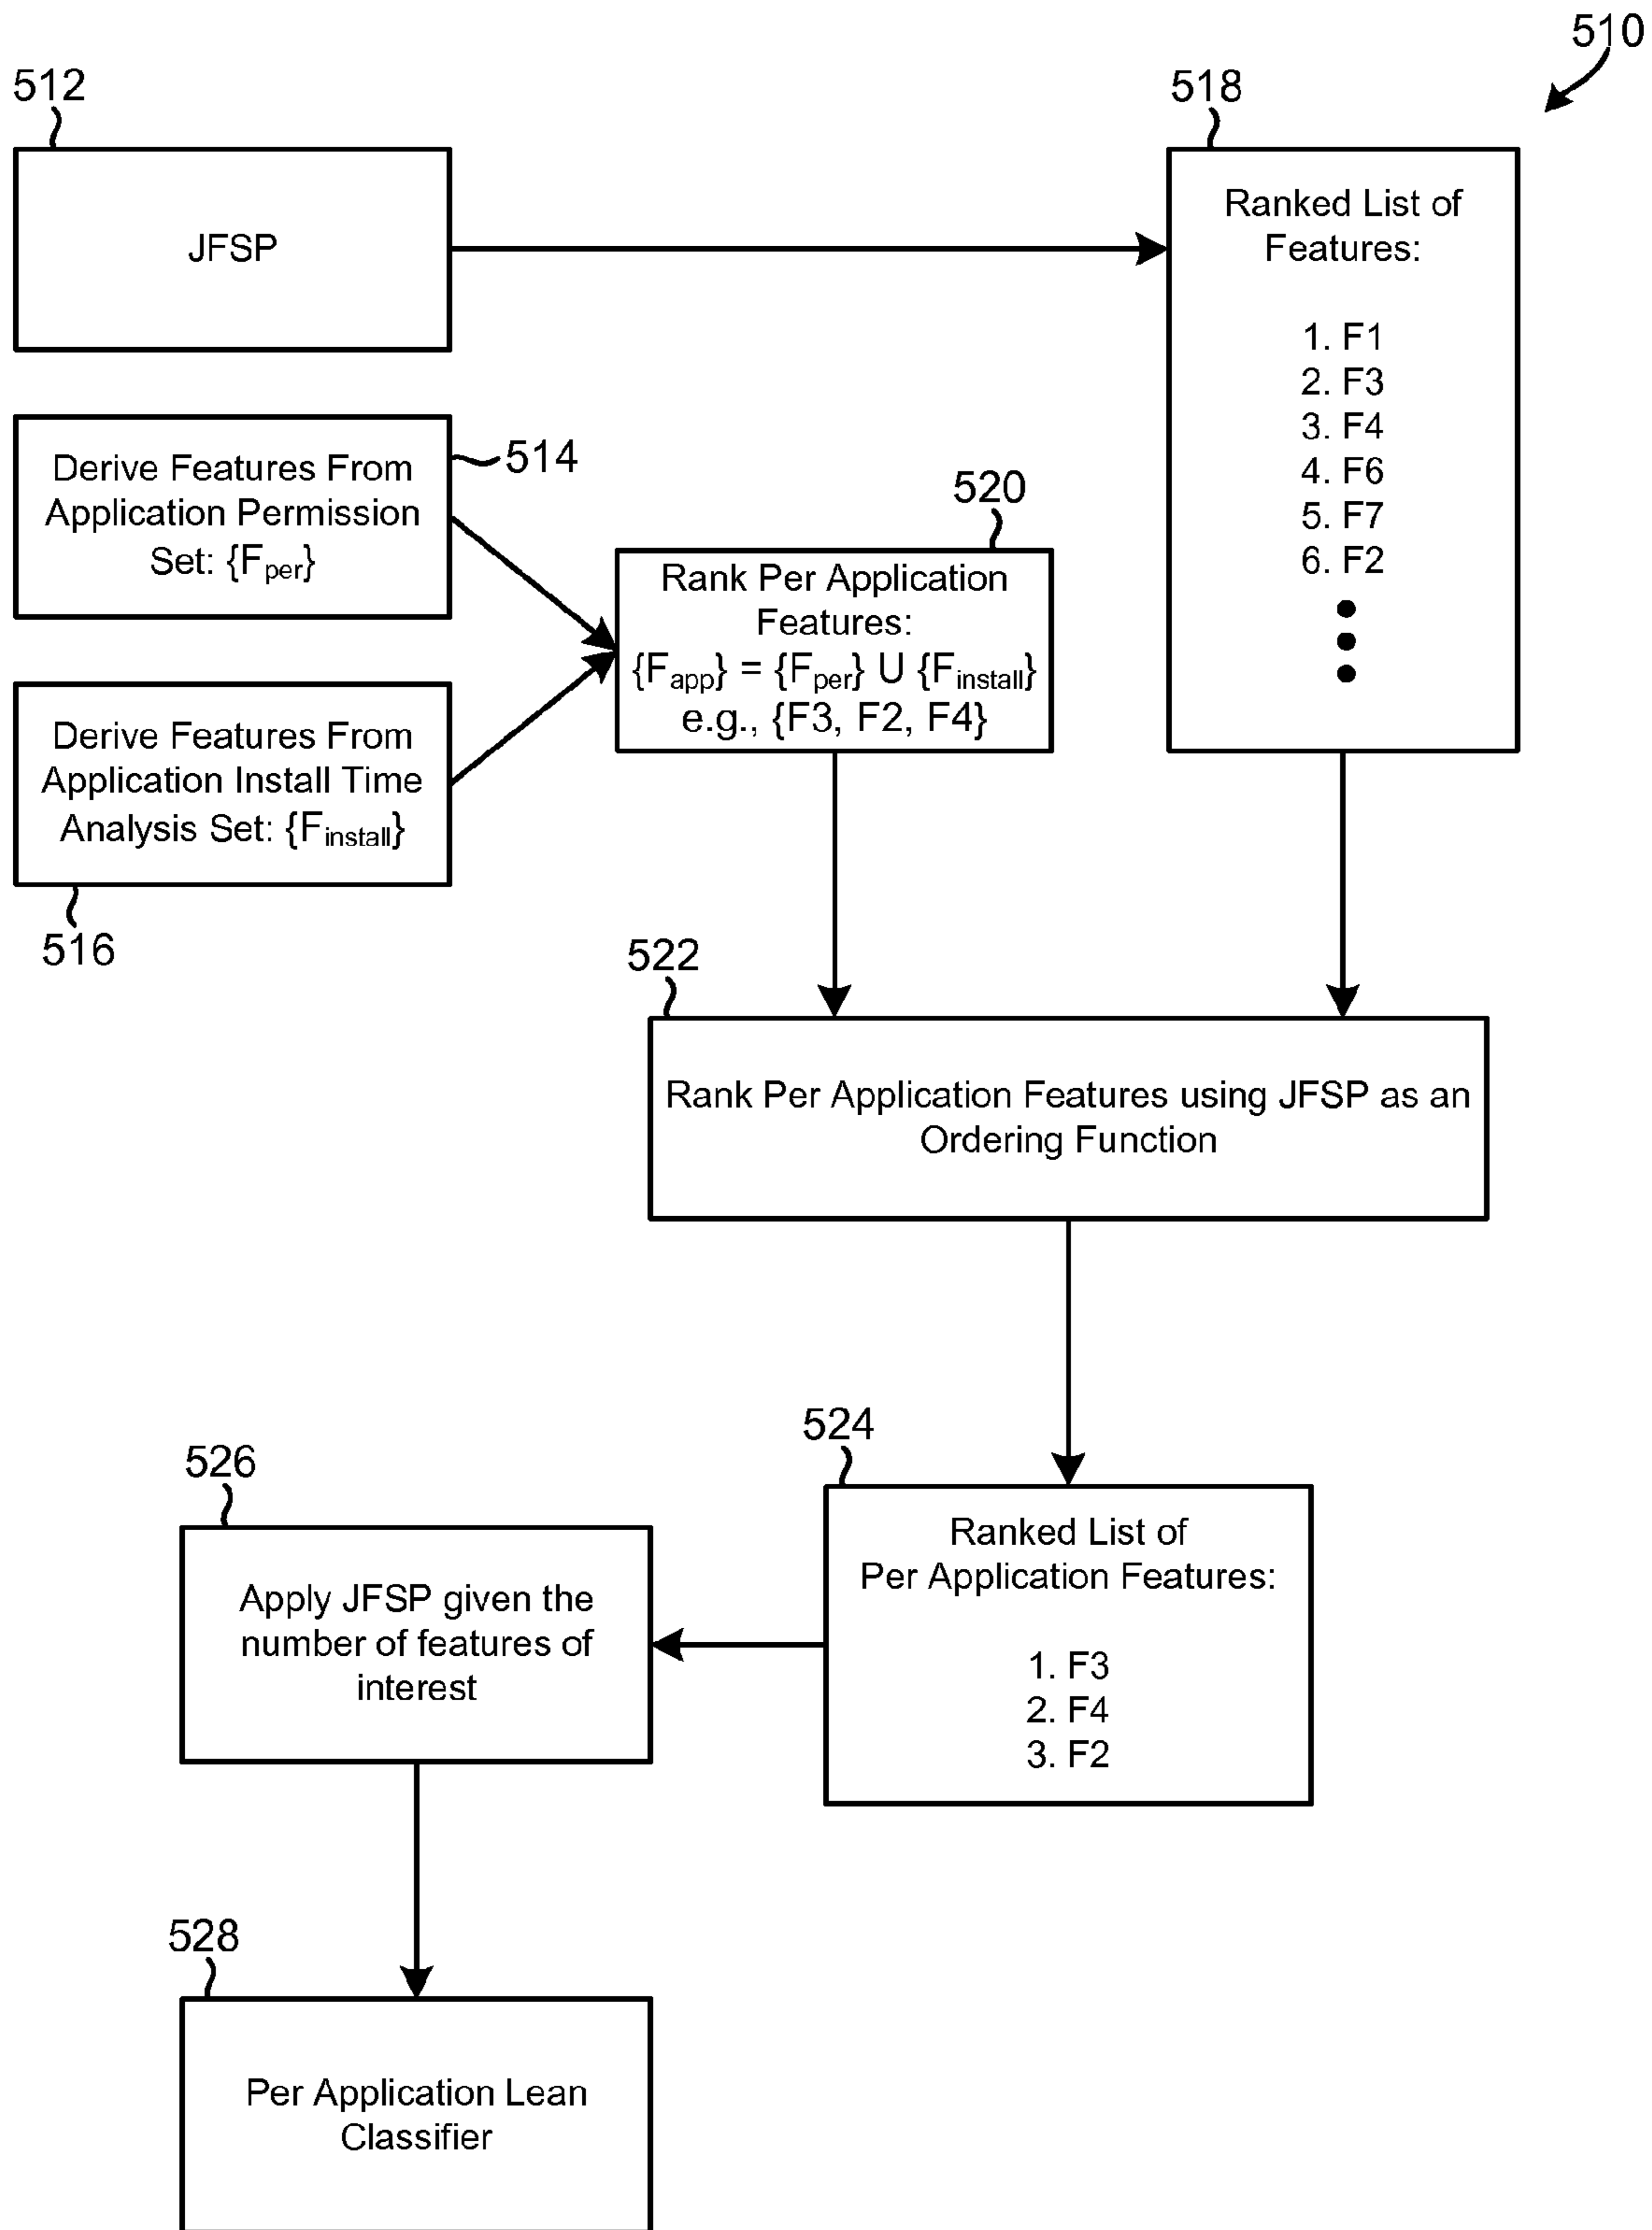 510
512
JFSP
518
Ranked List of
Features:
1. F1
2. F3
3. F4
4. F6
5. F7
6. F2
514
Derive Features From
Application Permission
Set: {Fper}
516
Derive Features From
Application Install Time
Analysis Set: {Finstall}
520
Rank Per Application
Features:
{Fapp} = {Fper} U {Finstall}
e.g., {F3, F2, F4}
522
Rank Per Application Features using JFSP as an
Ordering Function
524
Ranked List of
Per Application Features:
1. F3
2. F4
3. F2
526
Apply JFSP given the
number of features of
interest
528
Per Application Lean
Classifier